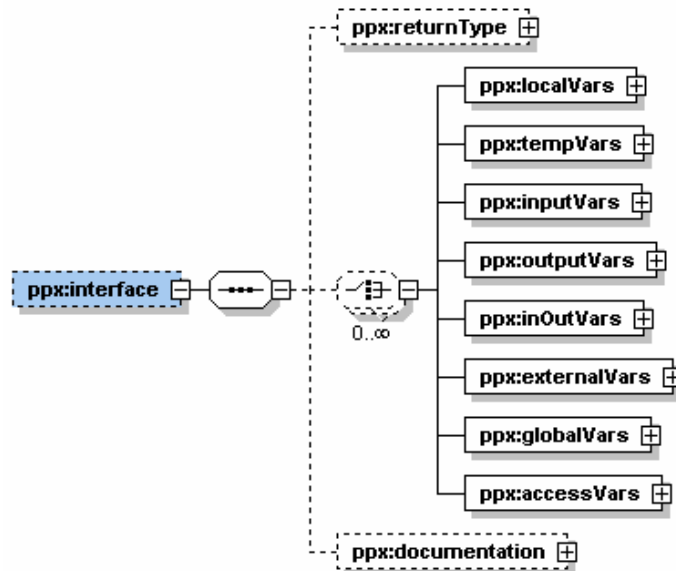 ppx:returnType
ppx:localVars
ppx:tempVars
ppx:inputVars
ppx:outputVars
ppx:interface
0..∞
ppx:inOutVars
ppx:externalVars
ppx:globalVars
ppx:accessVars
ppx:documentation